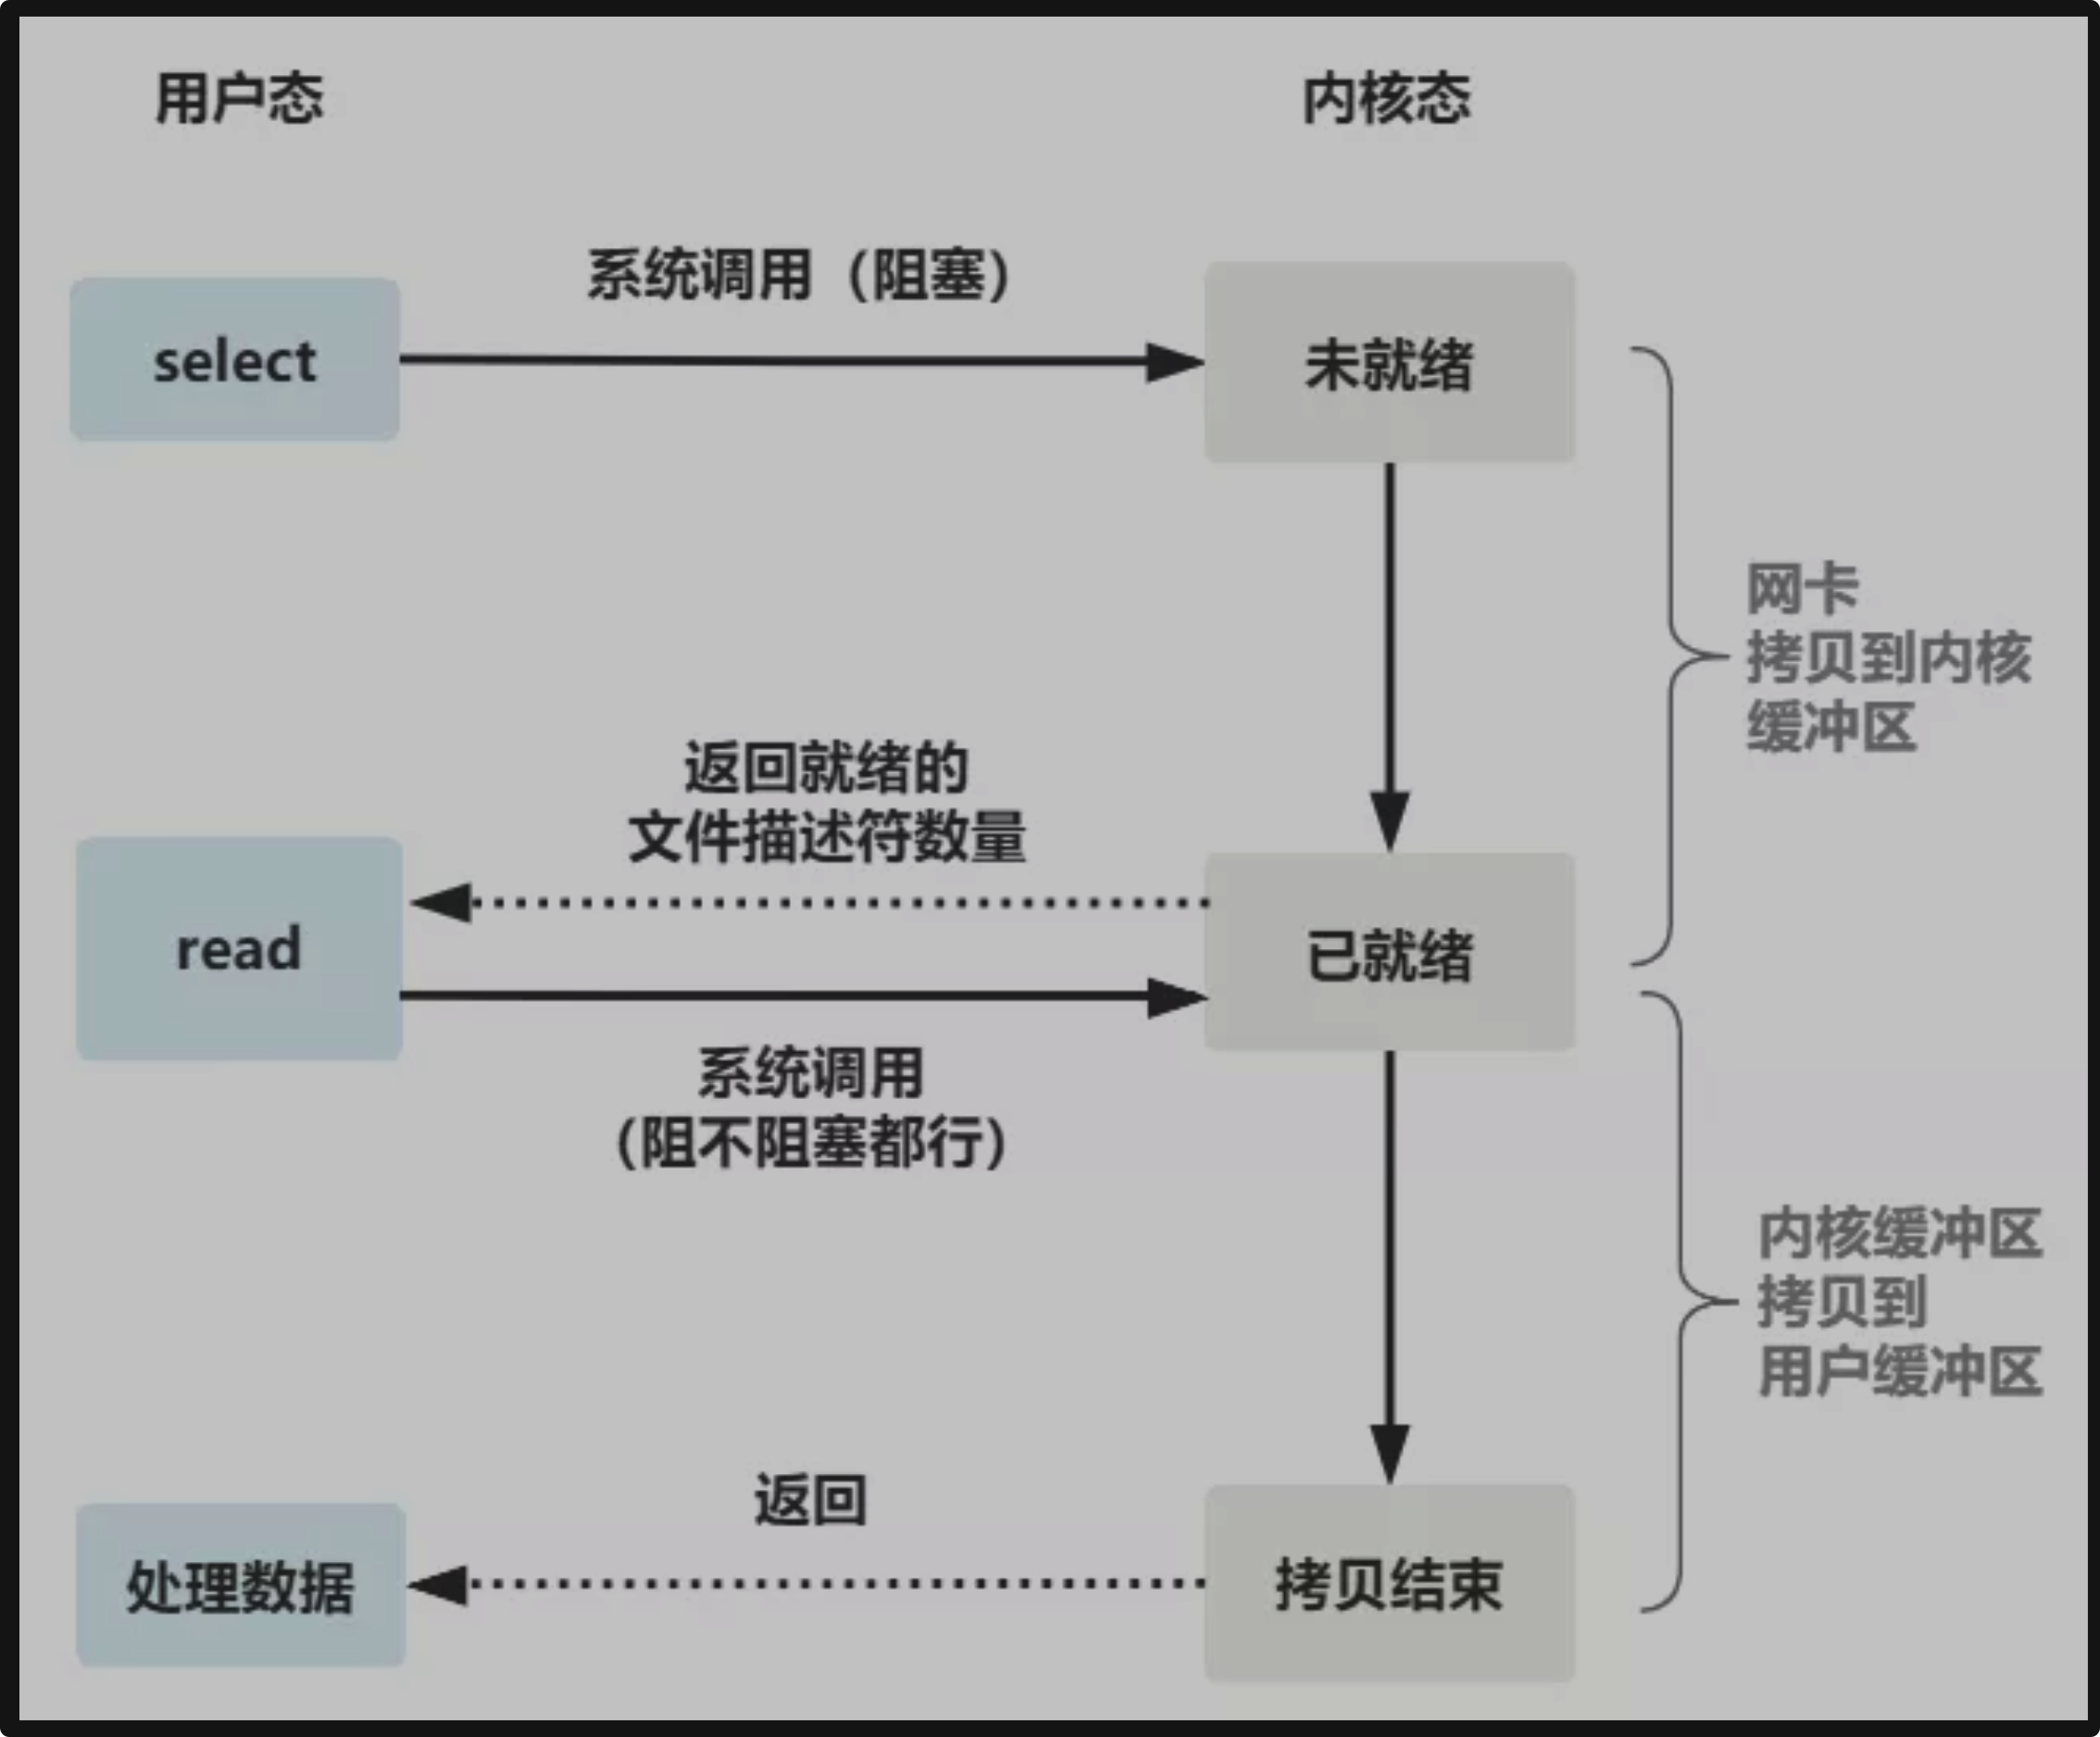 用户态
内核态
系统调用（阻塞）
select
未就绪
网卡
拷贝到内核
缓冲区
返回就绪的
文件描述符数量
read
已就绪
系统调用
（阻不阻塞都行）
内核缓冲区
拷贝到
用户缓冲区
返回
处理数据
拷贝结束